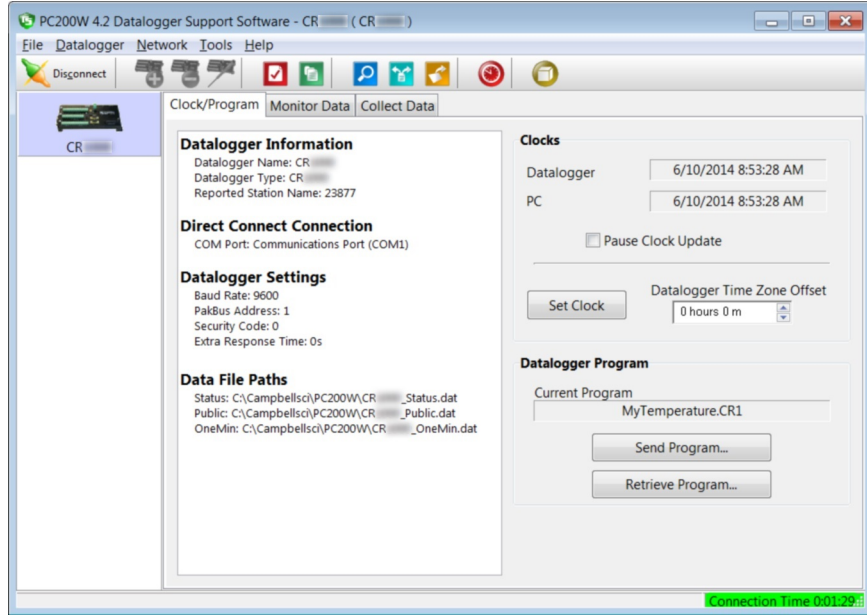 PC200W 4.2 Datalogger Support Software - CR ( CR )
File Datalogger Network Tools Help
Disconnect
CR
Clock/Program Monitor Data Collect Data
Datalogger Information
Datalogger Name: CR
Datalogger Type: CR
Reported Station Name: 23877
Direct Connect Connection
COM Port: Communications Port (COM1)
Datalogger Settings
Baud Rate: 9600
PakBus Address: 1
Security Code: 0
Extra Response Time: 0s
Data File Paths
Status: C:\Campbellsci\PC200W\CR _Status.dat
Public: C:\Campbellsci\PC200W\CR _Public.dat
OneMin: C:\Campbellsci\PC200W\CR _OneMin.dat
Clocks
Datalogger 6/10/2014 8:53:28 AM
PC 6/10/2014 8:53:28 AM
Pause Clock Update
Datalogger Time Zone Offset
Set Clock 0 hours 0 m
Datalogger Program
Current Program
MyTemperature.CR1
Send Program...
Retrieve Program...
Connection Time 0:01:29